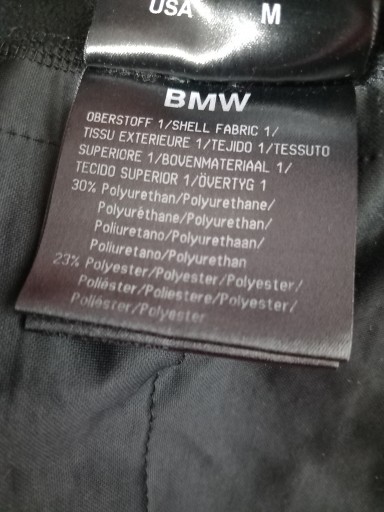 USA M
BMW
OBERSTOFF 1/SHELL FABRIC 1/
TISSU EXTERIEURE 1/TEJIDO 1/TESSUTO
SUPERIORE 1/BOVENMATERIAAL 1/
TECIDO SUPERIOR 1/ÖVERTYG 1
30% Polyurethan/Polyurethane/
Polyuréthane/Polyurethan/
Poliuretano/Polyurethaan/
Poliuretano/Polyurethan
23% Polyester/Polyester/Polyester/
Poliéster/Poliestere/Polyester/
Poliéster/Polyester